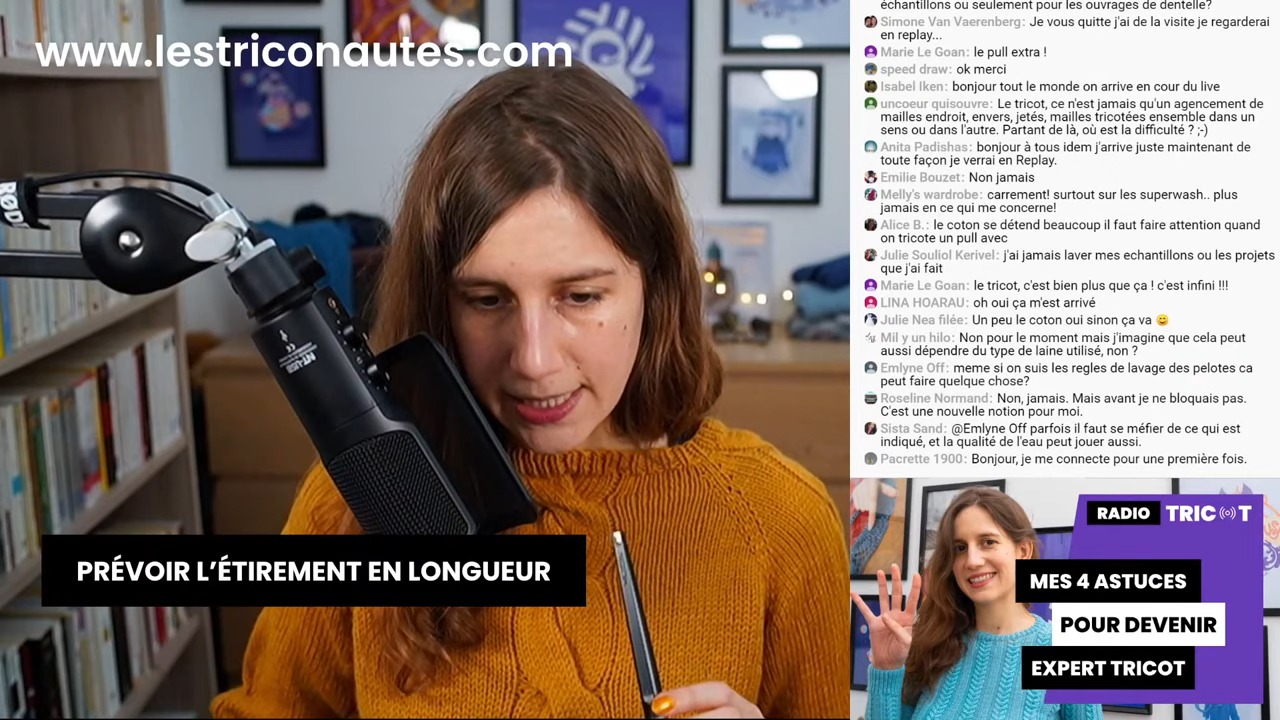 www.lestriconautes.com
RØD
NT-USB
PRÉVOIR L'ÉTIREMENT EN LONGUEUR
échantillons ou seulement pour les ouvrages de dentelle?
Simone Van Vaerenberg: Je vous quitte j'ai de la visite je regarderai
en replay...
Marie Le Goan: le pull extra !
speed draw: ok merci
Isabel Iken: bonjour tout le monde on arrive en cour du live
uncoeur quisouvre: Le tricot, ce n'est jamais qu'un agencement de
mailles endroit, envers, jetés, mailles tricotées ensemble dans un
sens ou dans l'autre. Partant de là, où est la difficulté ? ;-)
Anita Padishas: bonjour à tous idem j'arrive juste maintenant de
toute façon je verrai en Replay.
Emilie Bouzet: Non jamais
Melly's wardrobe: carrement! surtout sur les superwash.. plus
jamais en ce qui me concerne!
Alice B.: le coton se détend beaucoup il faut faire attention quand
on tricote un pull avec
Julie Souliol Kerivel: j'ai jamais laver mes echantillons ou les projets
que j'ai fait
Marie Le Goan: le tricot, c'est bien plus que ça ! c'est infini !!!
LINA HOARAU: oh oui ça m'est arrivé
Julie Nea filée: Un peu le coton oui sinon ça va 😄
Mil y un hilo: Non pour le moment mais j'imagine que cela peut
aussi dépendre du type de laine utilisé, non ?
Emlyne Off: meme si on suis les regles de lavage des pelotes ca
peut faire quelque chose?
Roseline Normand: Non, jamais. Mais avant je ne bloquais pas.
C'est une nouvelle notion pour moi.
Sista Sand: @Emlyne Off parfois il faut se méfier de ce qui est
indiqué, et la qualité de l'eau peut jouer aussi.
Pacrette 1900: Bonjour, je me connecte pour une première fois.
RADIO TRICOT
MES 4 ASTUCES
POUR DEVENIR
EXPERT TRICOT